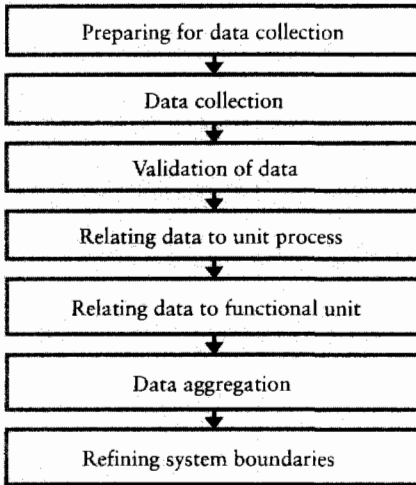 Preparing for data collection
Data collection
Validation of data
Relating data to unit process
Relating data to functional unit
Data aggregation
Refining system boundaries